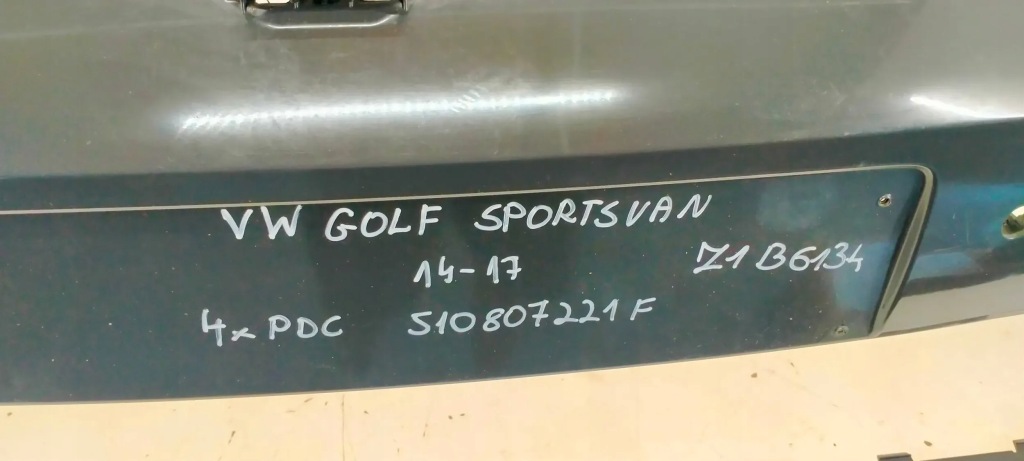 VW GOLF SPORTSVAN
14-17
Z1B6134
4x PDC 510807221F